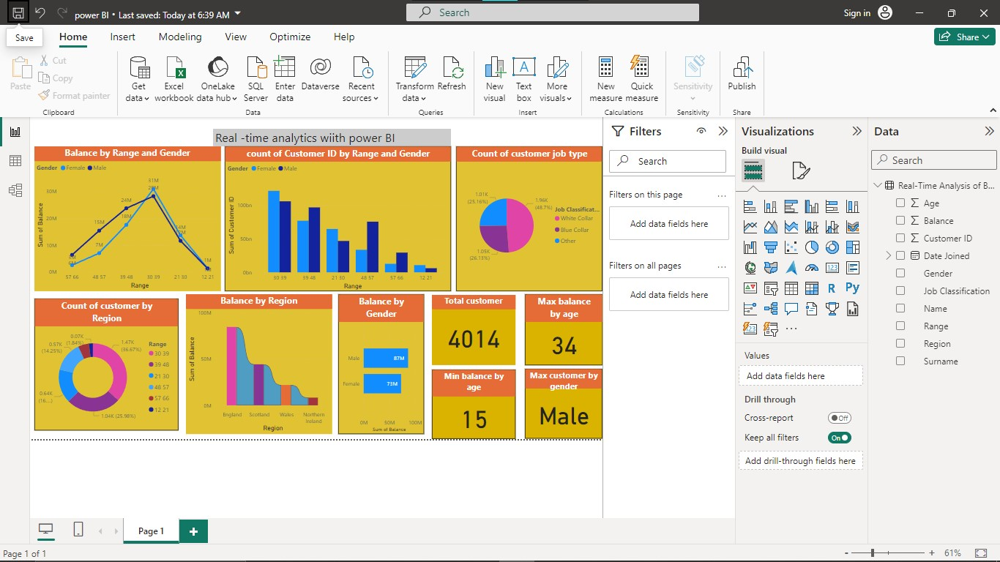 power BI • Last saved: Today at 6:39 AM
Search
Sign in
Save
Home Insert Modeling View Optimize Help
Share
Paste
Cut
Copy
Format painter
Clipboard
Get data
Excel workbook
OneLake data hub
SQL Server
Enter data
Dataverse
Recent sources
Data
Transform data
Refresh
Queries
New visual
Text box
More visuals
Insert
New measure
Quick measure
Calculations
Sensitivity
Sensitivity
Publish
Share
Real -time analytics wiith power BI
Balance by Range and Gender
Gender Female Male
Sum of Balance
30M
20M
10M
0M
15M
7M
24M
18M
31M
1M
57 66 48 57 39 48 30 39 21 30 12 21
Range
count of Customer ID by Range and Gender
Gender Female Male
Sum of Customer ID
100bn
50bn
0bn
30 39 39 48 21 30 48 57 57 66 12 21
Range
Count of customer job type
1.01K
(25.16%)
1.96K
(48.7%)
1.05K
(26.13%)
Job Classificat...
White Collar
Blue Collar
Other
Count of customer by
Region
0.07K
(1.84%)
0.57K
(14.25%)
1.47K
(36.67%)
0.64K
(16....)
1.04K (25.98%)
Range
30 39
39 48
21 30
48 57
57 66
12 21
Balance by Region
Sum of Balance
100M
50M
0M
England Scotland Wales Northern
Ireland
Region
Balance by
Gender
Male 87M
Female 73M
0M 50M 100M
Sum of Balance
Total customer
4014
Max balance
by age
34
Min balance by
age
15
Max customer by
gender
Male
Filters
Search
Filters on this page ...
Add data fields here
Filters on all pages ...
Add data fields here
Visualizations
Build visual
123
R
Py
123
...
Values
Add data fields here
Drill through
Cross-report Off
Keep all filters On
Add drill-through fields here
Data
Search
Real-Time Analysis of B...
Age
Balance
Customer ID
Date Joined
Gender
Job Classification
Name
Range
Region
Surname
Page 1
Page 1 of 1
- + 61%